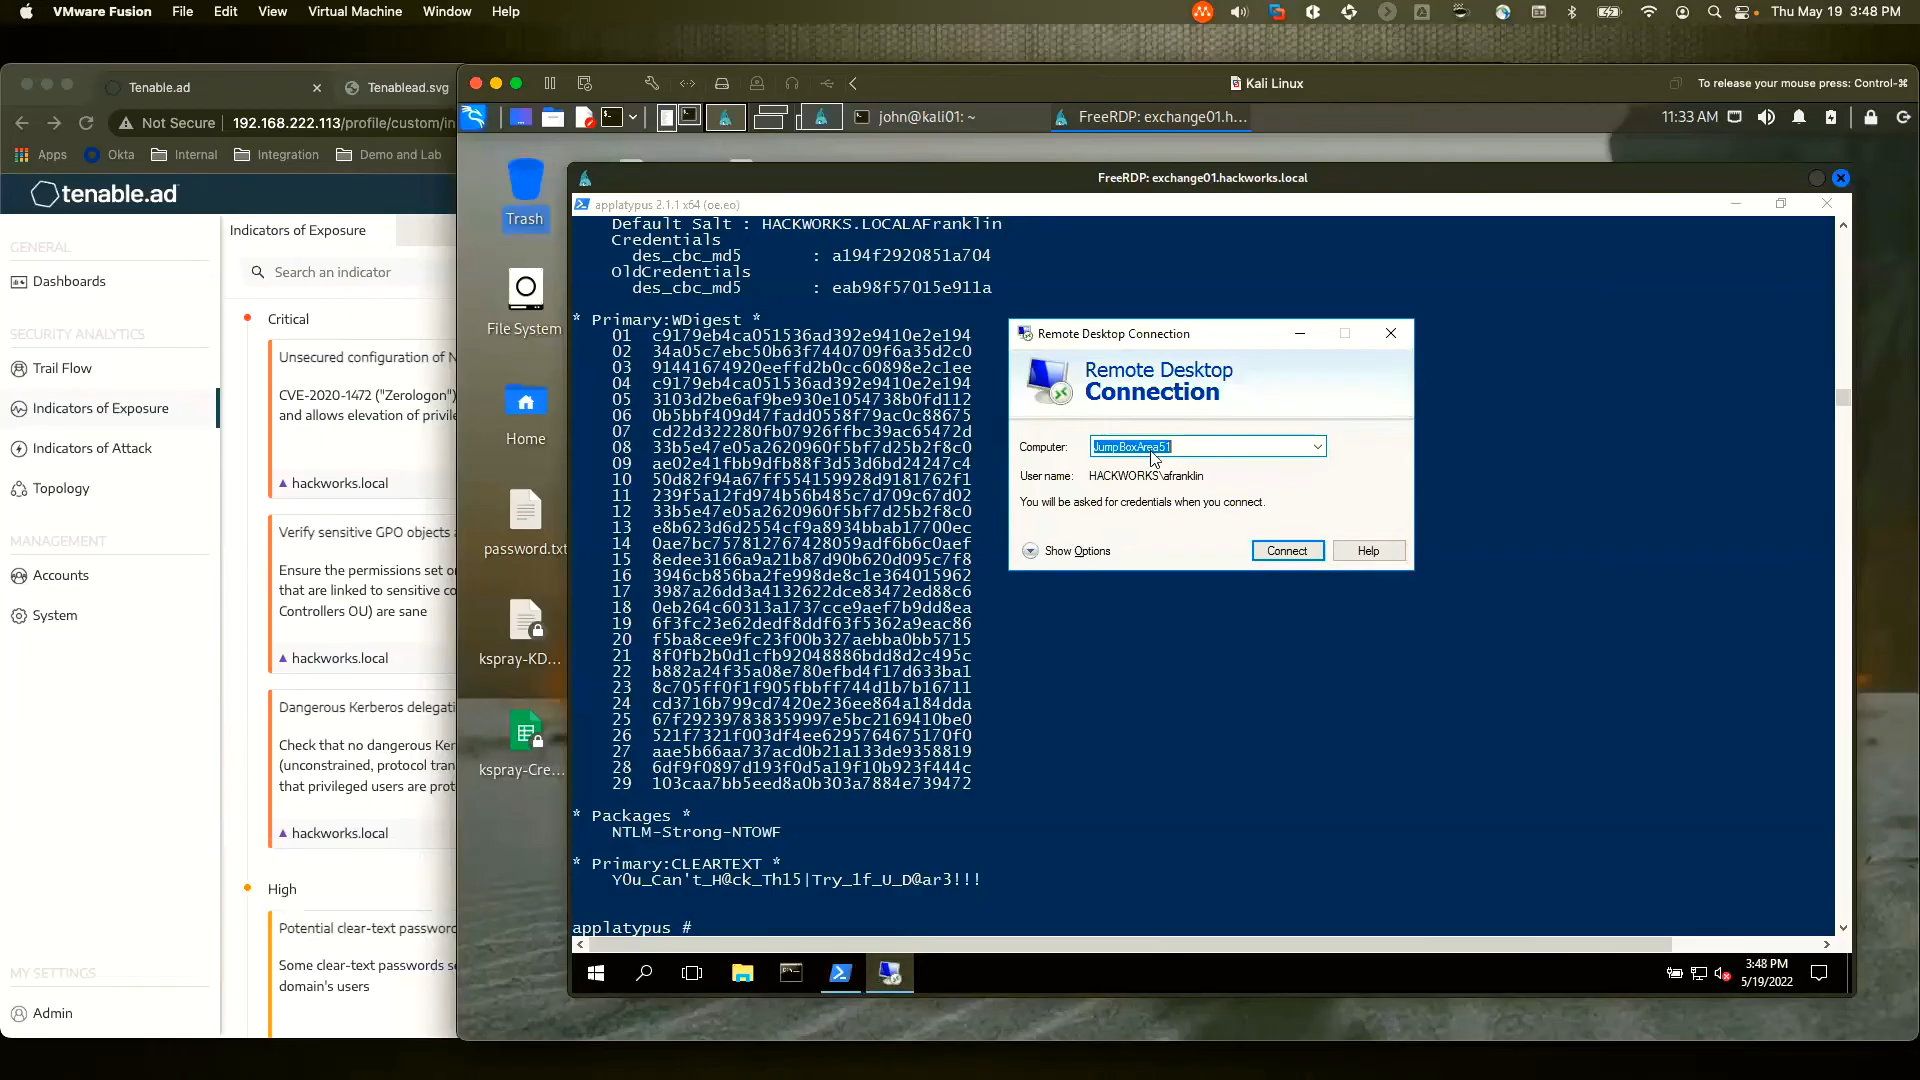 VMware Fusion File Edit View Virtual Machine Window Help
Thu May 19 3:48 PM
Tenable.ad
Tenablead.svg
Not Secure 192.168.222.113/profile/custom/in
Apps Okta Internal Integration Demo and Lab
tenable.ad
GENERAL
Dashboards
SECURITY ANALYTICS
Trail Flow
Indicators of Exposure
Indicators of Attack
Topology
MANAGEMENT
Accounts
System
MY SETTINGS
Admin
Indicators of Exposure
Search an indicator
Critical
Unsecured configuration of N
CVE-2020-1472 ("Zerologon")
and allows elevation of privile
hackworks.local
Verify sensitive GPO objects a
Ensure the permissions set on
that are linked to sensitive co
Controllers OU) are sane
hackworks.local
Dangerous Kerberos delegati
Check that no dangerous Ker
(unconstrained, protocol tran
that privileged users are prot
hackworks.local
High
Potential clear-text password
Some clear-text passwords se
domain's users
Kali Linux
To release your mouse press: Control-⌘
john@kali01: ~
FreeRDP: exchange01.h...
11:33 AM
Trash
File System
Home
password.txt
kspray-KD...
kspray-Cre...
FreeRDP: exchange01.hackworks.local
applatypus 2.1.1 x64 (oe.eo)
Default Salt : HACKWORKS.LOCALAFranklin
Credentials
des_cbc_md5 : a194f2920851a704
OldCredentials
des_cbc_md5 : eab98f57015e911a
* Primary:WDigest *
01 c9179eb4ca051536ad392e9410e2e194
02 34a05c7ebc50b63f7440709f6a35d2c0
03 91441674920eeffd2b0cc60898e2c1ee
04 c9179eb4ca051536ad392e9410e2e194
05 3103d2be6af9be930e1054738b0fd112
06 0b5bbf409d47fadd0558f79ac0c88675
07 cd22d322280fb07926ffbc39ac65472d
08 33b5e47e05a2620960f5bf7d25b2f8c0
09 ae02e41fbb9dfb88f3d53d6bd24247c4
10 50d82f94a67ff554159928d9181762f1
11 239f5a12fd974b56b485c7d709c67d02
12 33b5e47e05a2620960f5bf7d25b2f8c0
13 e8b623d6d2554cf9a8934bbab17700ec
14 0ae7bc757812767428059adf6b6c0aef
15 8edee3166a9a21b87d90b620d095c7f8
16 3946cb856ba2fe998de8c1e364015962
17 3987a26dd3a4132622dce83472ed88c6
18 0eb264c60313a1737cce9aef7b9dd8ea
19 6f3fc23e62dedf8ddf63f5362a9eac86
20 f5ba8cee9fc23f00b327aebba0bb5715
21 8f0fb2b0d1cfb92048886bdd8d2c495c
22 b882a24f35a08e780efbd4f17d633ba1
23 8c705ff0f1f905fbbff744d1b7b16711
24 cd3716b799cd7420e236ee864a184dda
25 67f292397838359997e5bc2169410be0
26 521f7321f003df4ee6295764675170f0
27 aae5b66aa737acd0b21a133de9358819
28 6df9f0897d193f0d5a19f10b923f444c
29 103caa7bb5eed8a0b303a7884e739472
* Packages *
NTLM-Strong-NTOWF
* Primary:CLEARTEXT *
Y0u_Can't_H@ck_Th15|Try_1f_U_D@ar3!!!
applatypus #
Remote Desktop Connection
Remote Desktop
Connection
Computer: JumpBoxArea51
User name: HACKWORKS\afranklin
You will be asked for credentials when you connect.
Show Options
Connect
Help
3:48 PM
5/19/2022